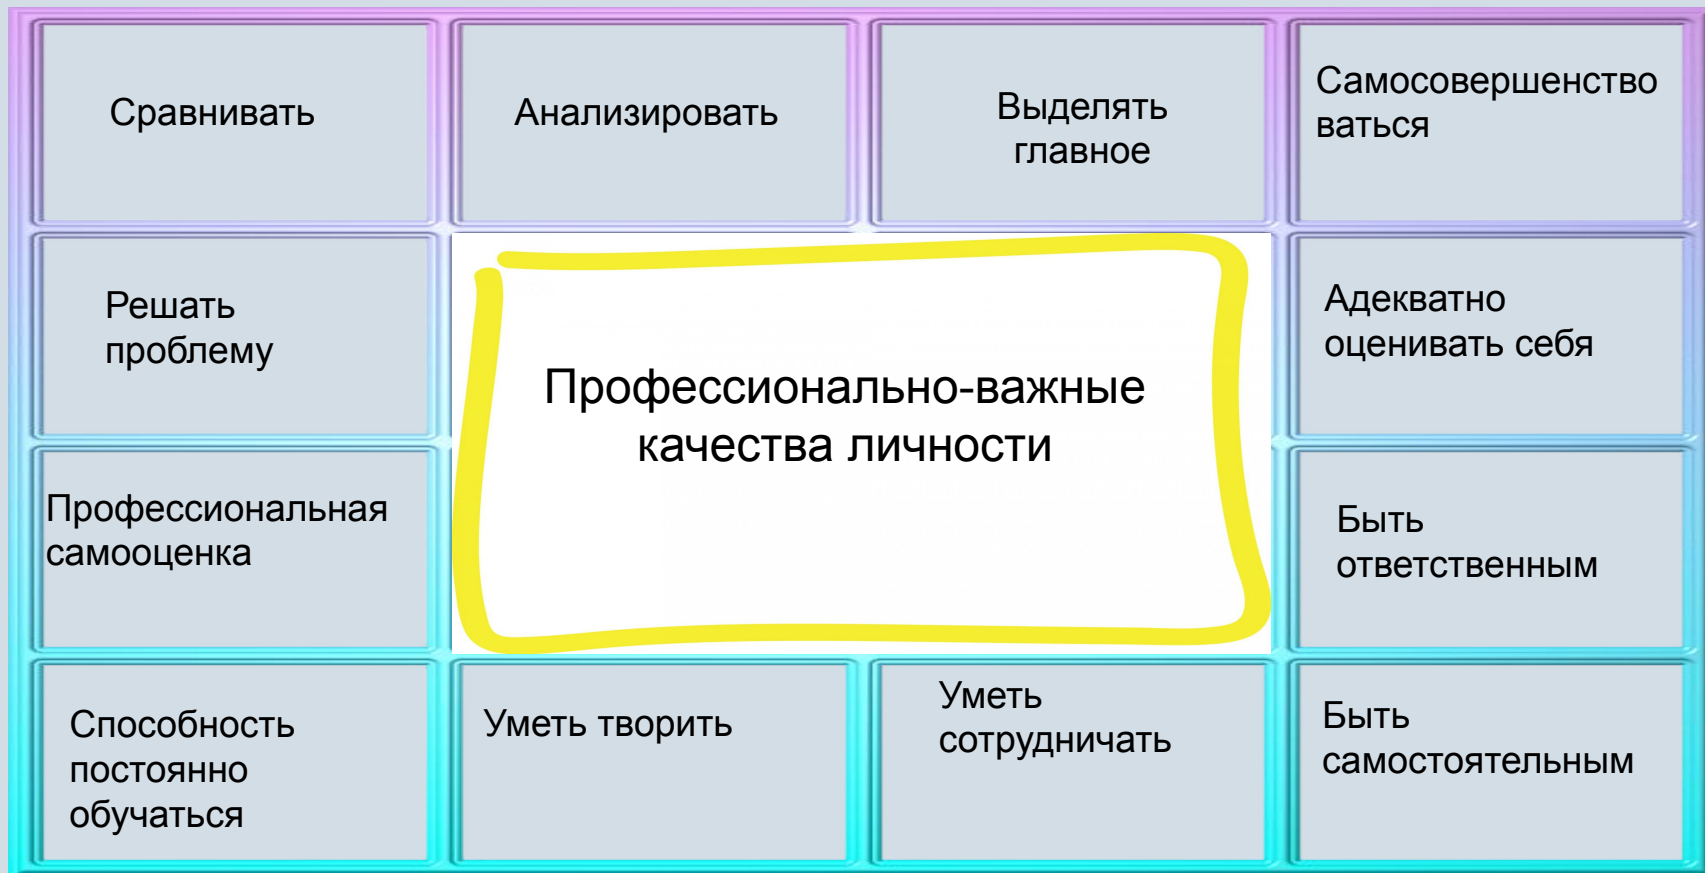 Сравнивать
Анализировать
Выделять
главное
Самосовершенство
ваться
Решать
проблему
Профессионально-важные
качества личности
Адекватно
оценивать себя
Профессиональная
самооценка
Быть
ответственным
Способность
постоянно
обучаться
Уметь творить
Уметь
сотрудничать
Быть
самостоятельным